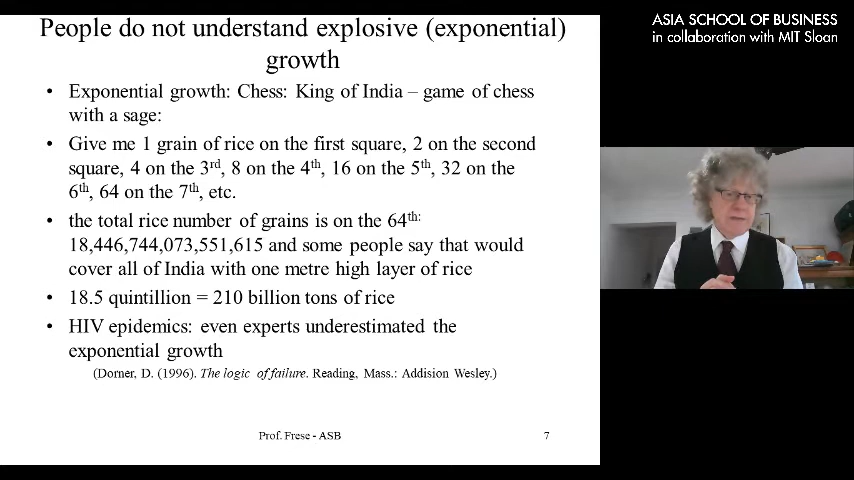 People do not understand explosive (exponential)
growth
• Exponential growth: Chess: King of India – game of chess
with a sage:
• Give me 1 grain of rice on the first square, 2 on the second
square, 4 on the 3rd, 8 on the 4th, 16 on the 5th, 32 on the
6th, 64 on the 7th, etc.
• the total rice number of grains is on the 64th:
18,446,744,073,551,615 and some people say that would
cover all of India with one metre high layer of rice
• 18.5 quintillion = 210 billion tons of rice
• HIV epidemics: even experts underestimated the
exponential growth
(Dorner, D. (1996). The logic of failure. Reading, Mass.: Addision Wesley.)
Prof. Frese - ASB
7
ASIA SCHOOL OF BUSINESS
in collaboration with MIT Sloan